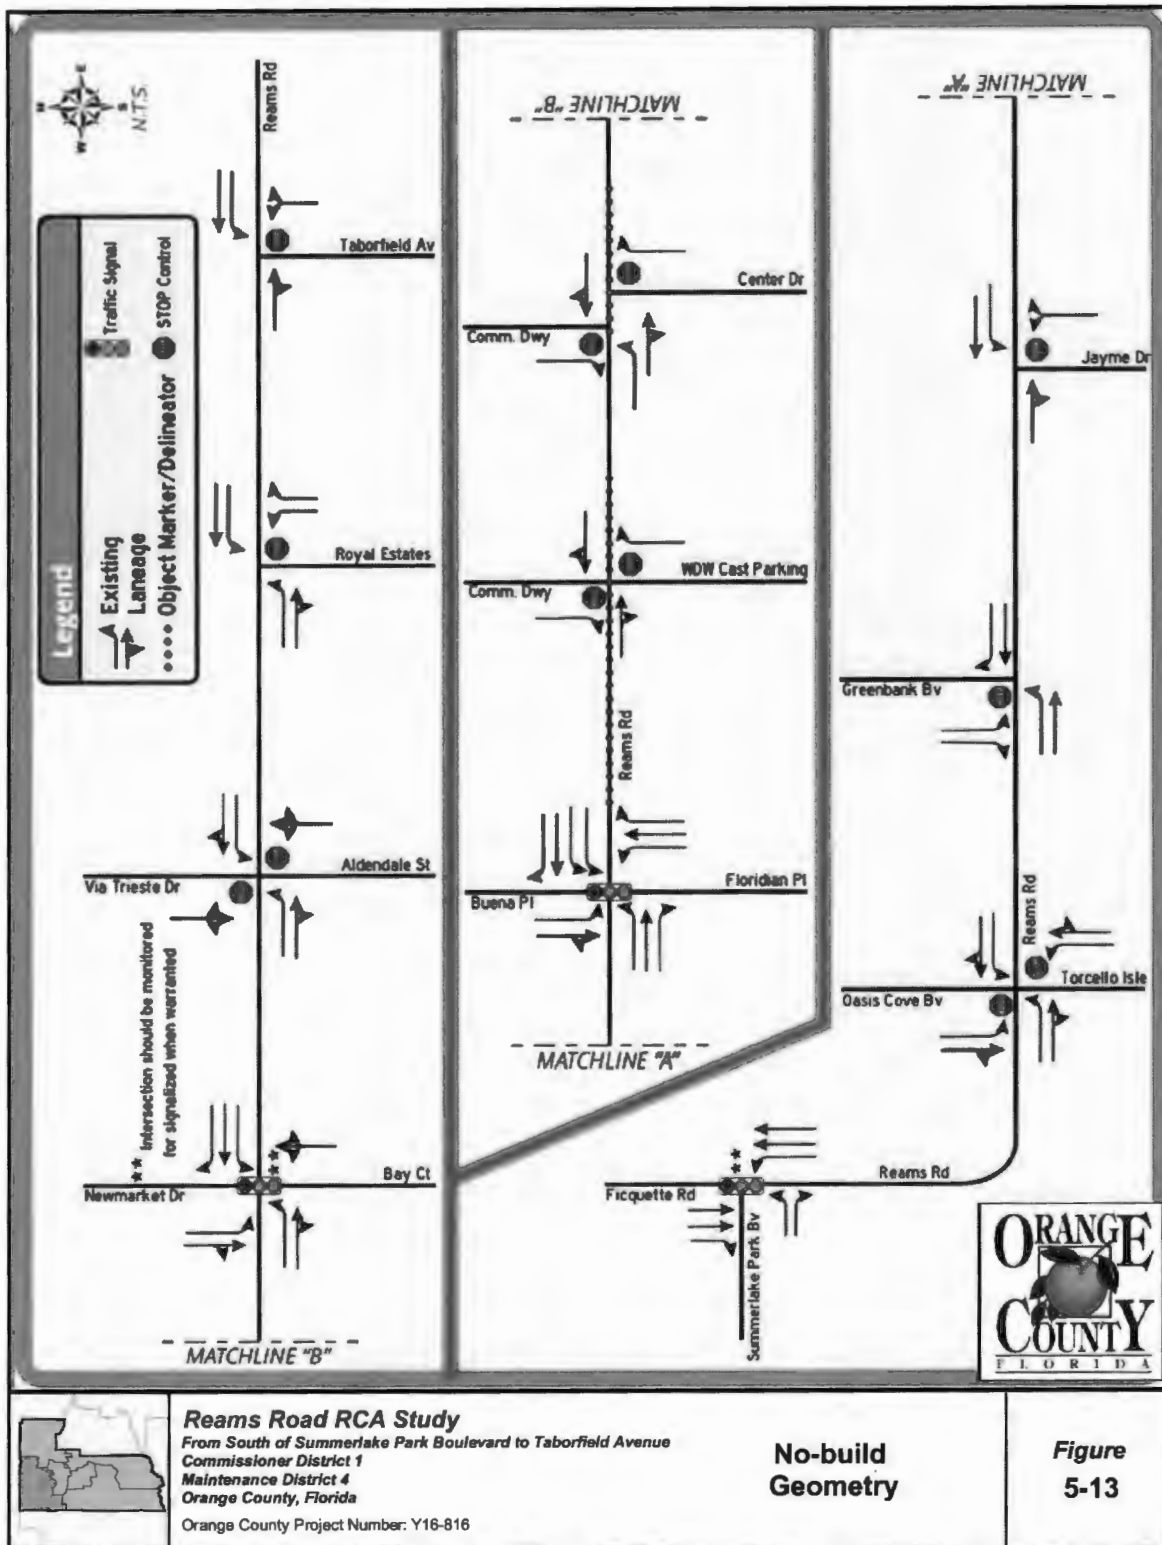 N
E
S
W
N.T.S.
Legend
Existing
Laneage
Traffic Signal
Object Marker/Delineator
STOP Control
Reams Rd
Taborfield Av
Royal Estates
Via Trieste Dr
Aldendale St
** Intersection should be monitored
for signalized when warranted
Newmarket Dr
**
Bay Ct
MATCHLINE "B"
MATCHLINE "B"
Center Dr
Comm. Dwy
WDW Cast Parking
Comm. Dwy
Reams Rd
Buena Pl
Floridian Pl
MATCHLINE "A"
MATCHLINE "A"
Jayme Dr
Greenbank Bv
Reams Rd
Oasis Cove Bv
Torcello Isle
Ficquette Rd
**
Reams Rd
Summerlake Park Bv
ORANGE
COUNTY
FLORIDA
Reams Road RCA Study
From South of Summerlake Park Boulevard to Taborfield Avenue
Commissioner District 1
Maintenance District 4
Orange County, Florida
Orange County Project Number: Y16-816
No-build
Geometry
Figure
5-13